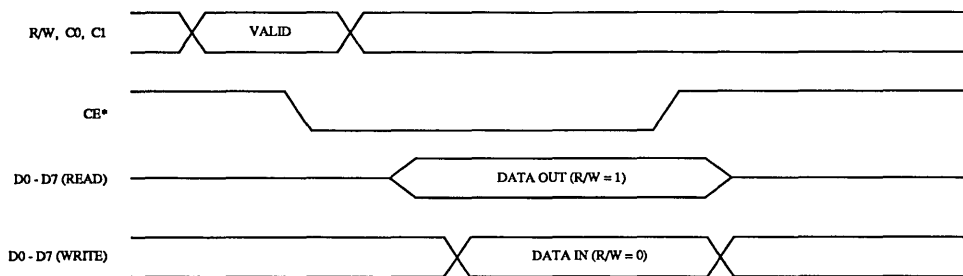 R/W, C0, C1 VALID
CE*
D0 - D7 (READ) DATA OUT (R/W = 1)
D0 - D7 (WRITE) DATA IN (R/W = 0)